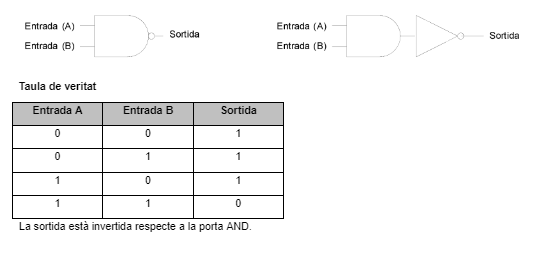 Entrada (A)
Entrada (B)
Sortida
Entrada (A)
Entrada (B)
Sortida
Taula de veritat
Entrada A Entrada B Sortida
0 0 1
0 1 1
1 0 1
1 1 0
La sortida està invertida respecte a la porta AND.